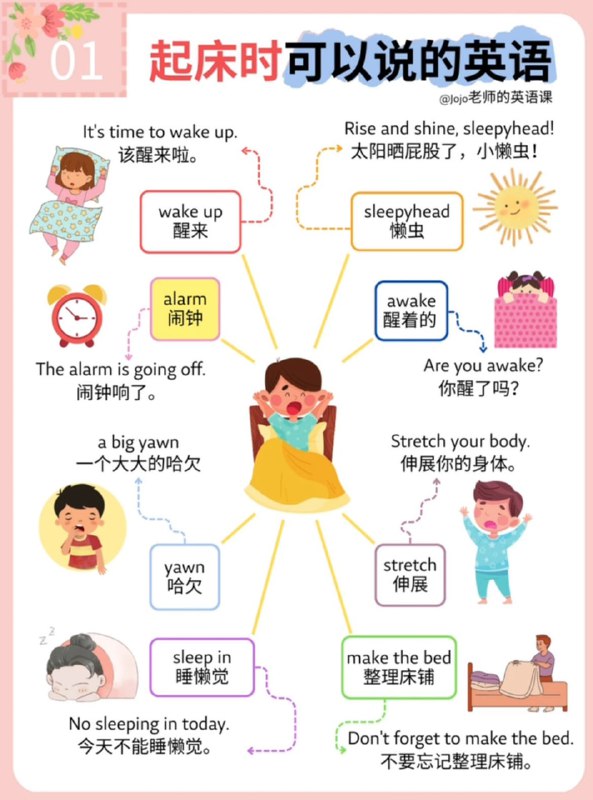 01
起床时可以说的英语
@Jojo老师的英语课
It's time to wake up.
该醒来啦。
wake up
醒来
Rise and shine, sleepyhead!
太阳晒屁股了，小懒虫！
sleepyhead
懒虫
alarm
闹钟
The alarm is going off.
闹钟响了。
awake
醒着的
Are you awake?
你醒了吗？
a big yawn
一个大大的哈欠
yawn
哈欠
Stretch your body.
伸展你的身体。
stretch
伸展
zz
sleep in
睡懒觉
No sleeping in today.
今天不能睡懒觉。
make the bed
整理床铺
Don't forget to make the bed.
不要忘记整理床铺。